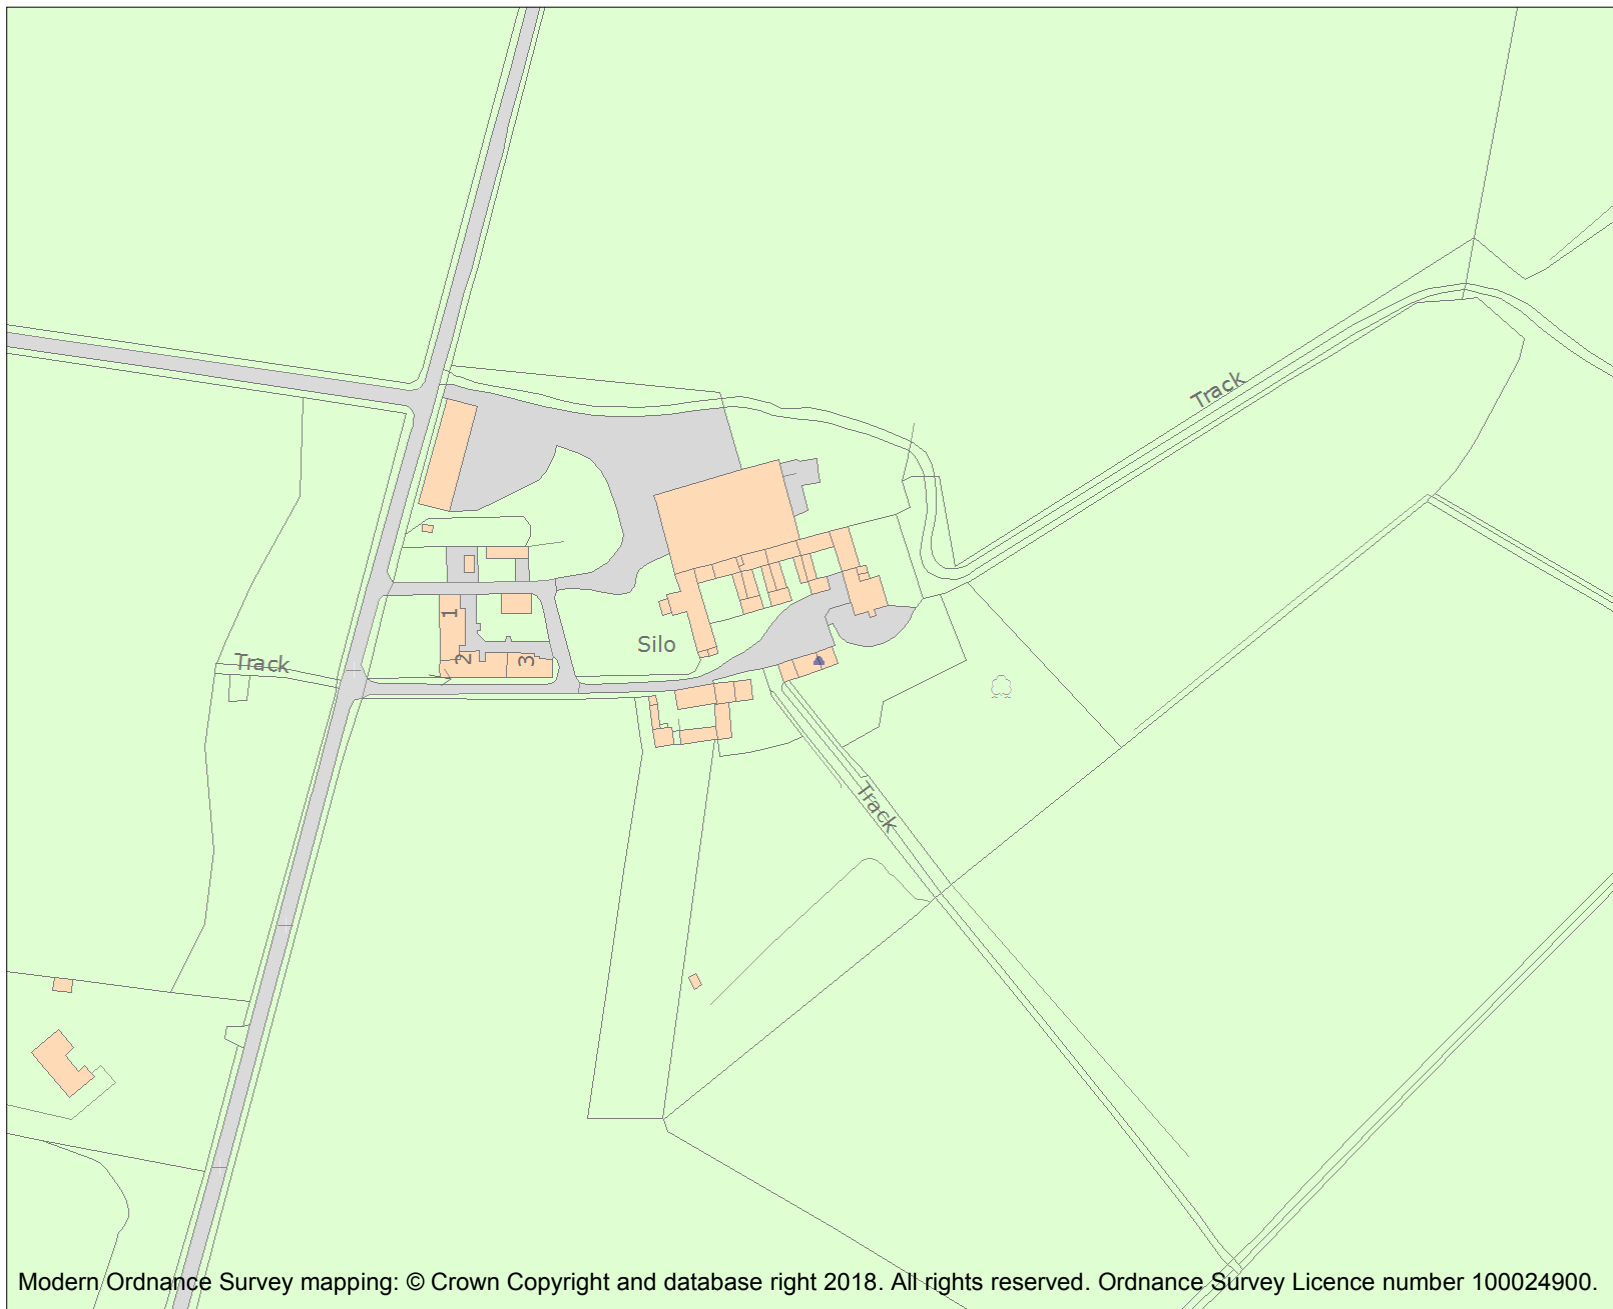 Track
1
Silo
2
3
Track
Track
Modern Ordnance Survey mapping: © Crown Copyright and database right 2018. All rights reserved. Ordnance Survey Licence number 100024900.